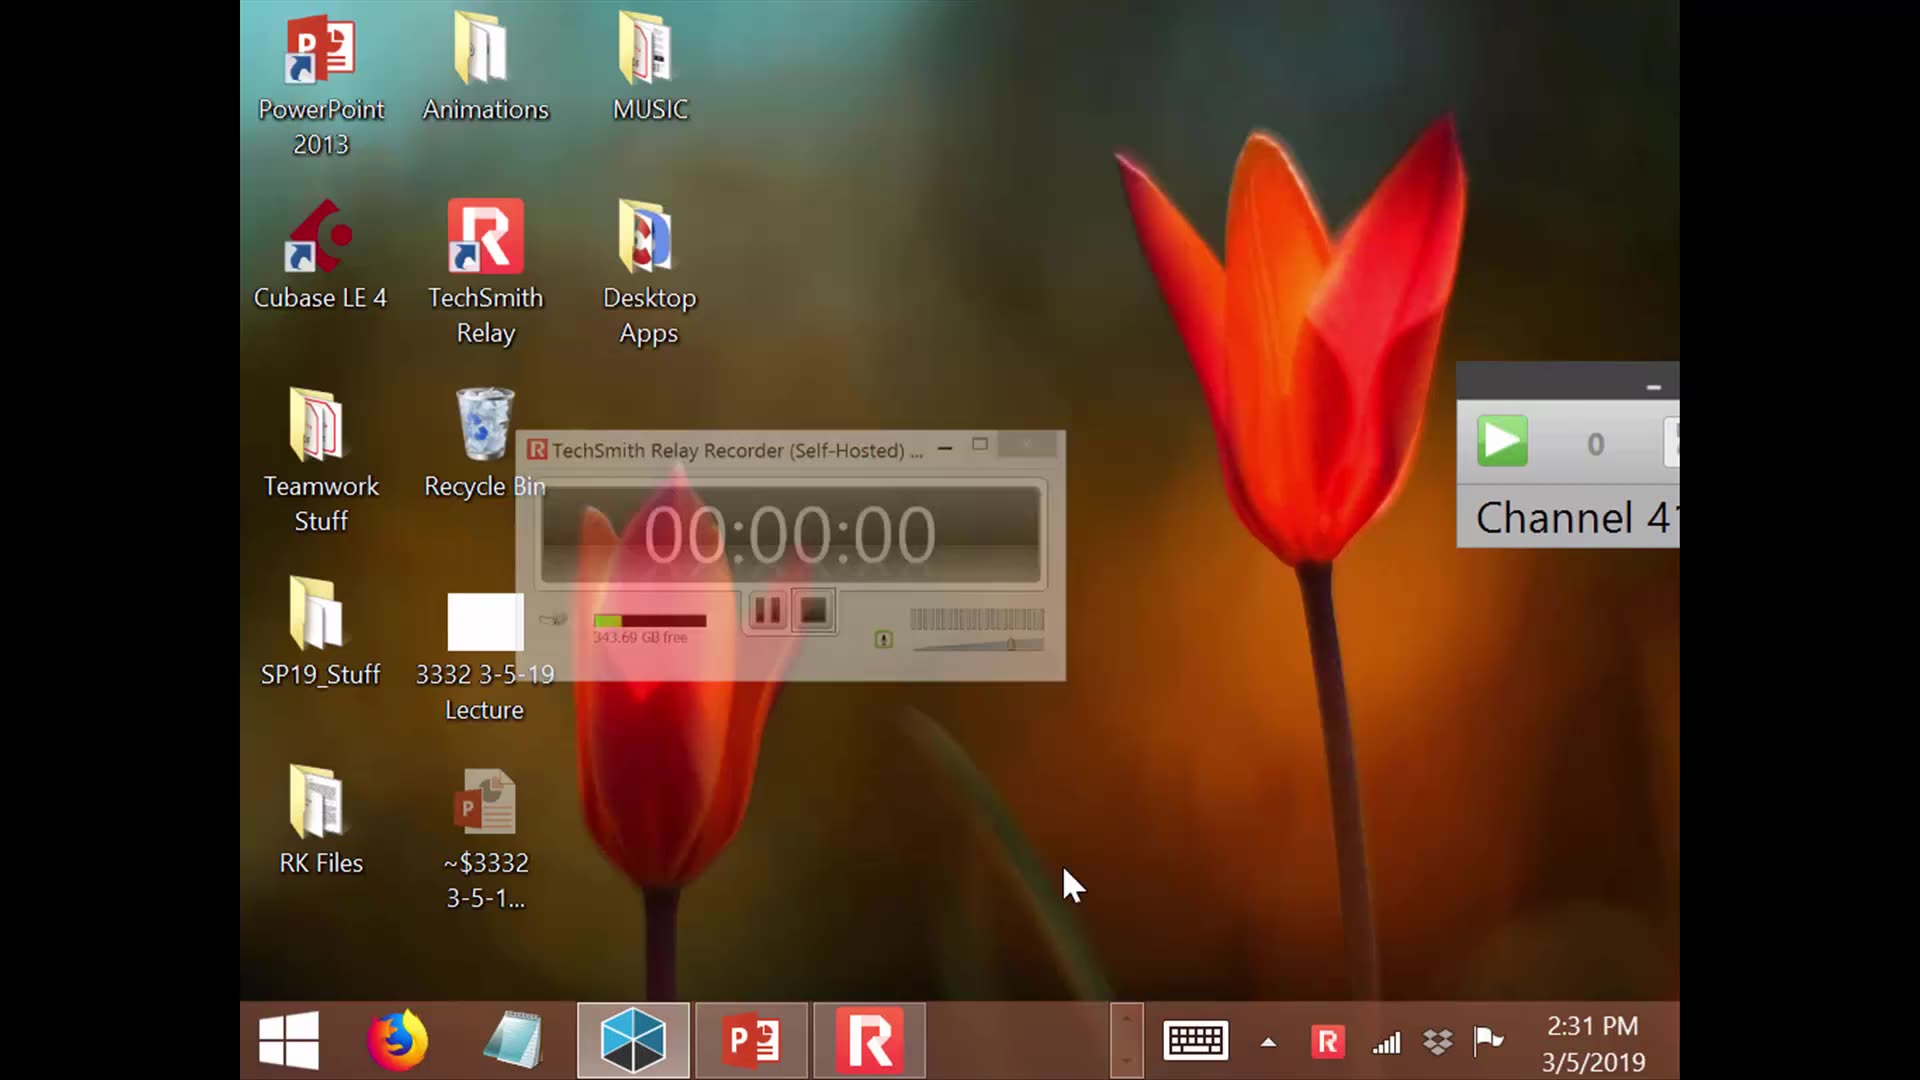 PowerPoint
2013
Animations
MUSIC
Cubase LE 4
TechSmith
Relay
Desktop
Apps
Teamwork
Stuff
Recycle Bin
TechSmith Relay Recorder (Self-Hosted) ...
00:00:00
343.69 GB free
0
Channel 41
SP19_Stuff
3332 3-5-19
Lecture
RK Files
~$3332
3-5-1...
2:31 PM
3/5/2019